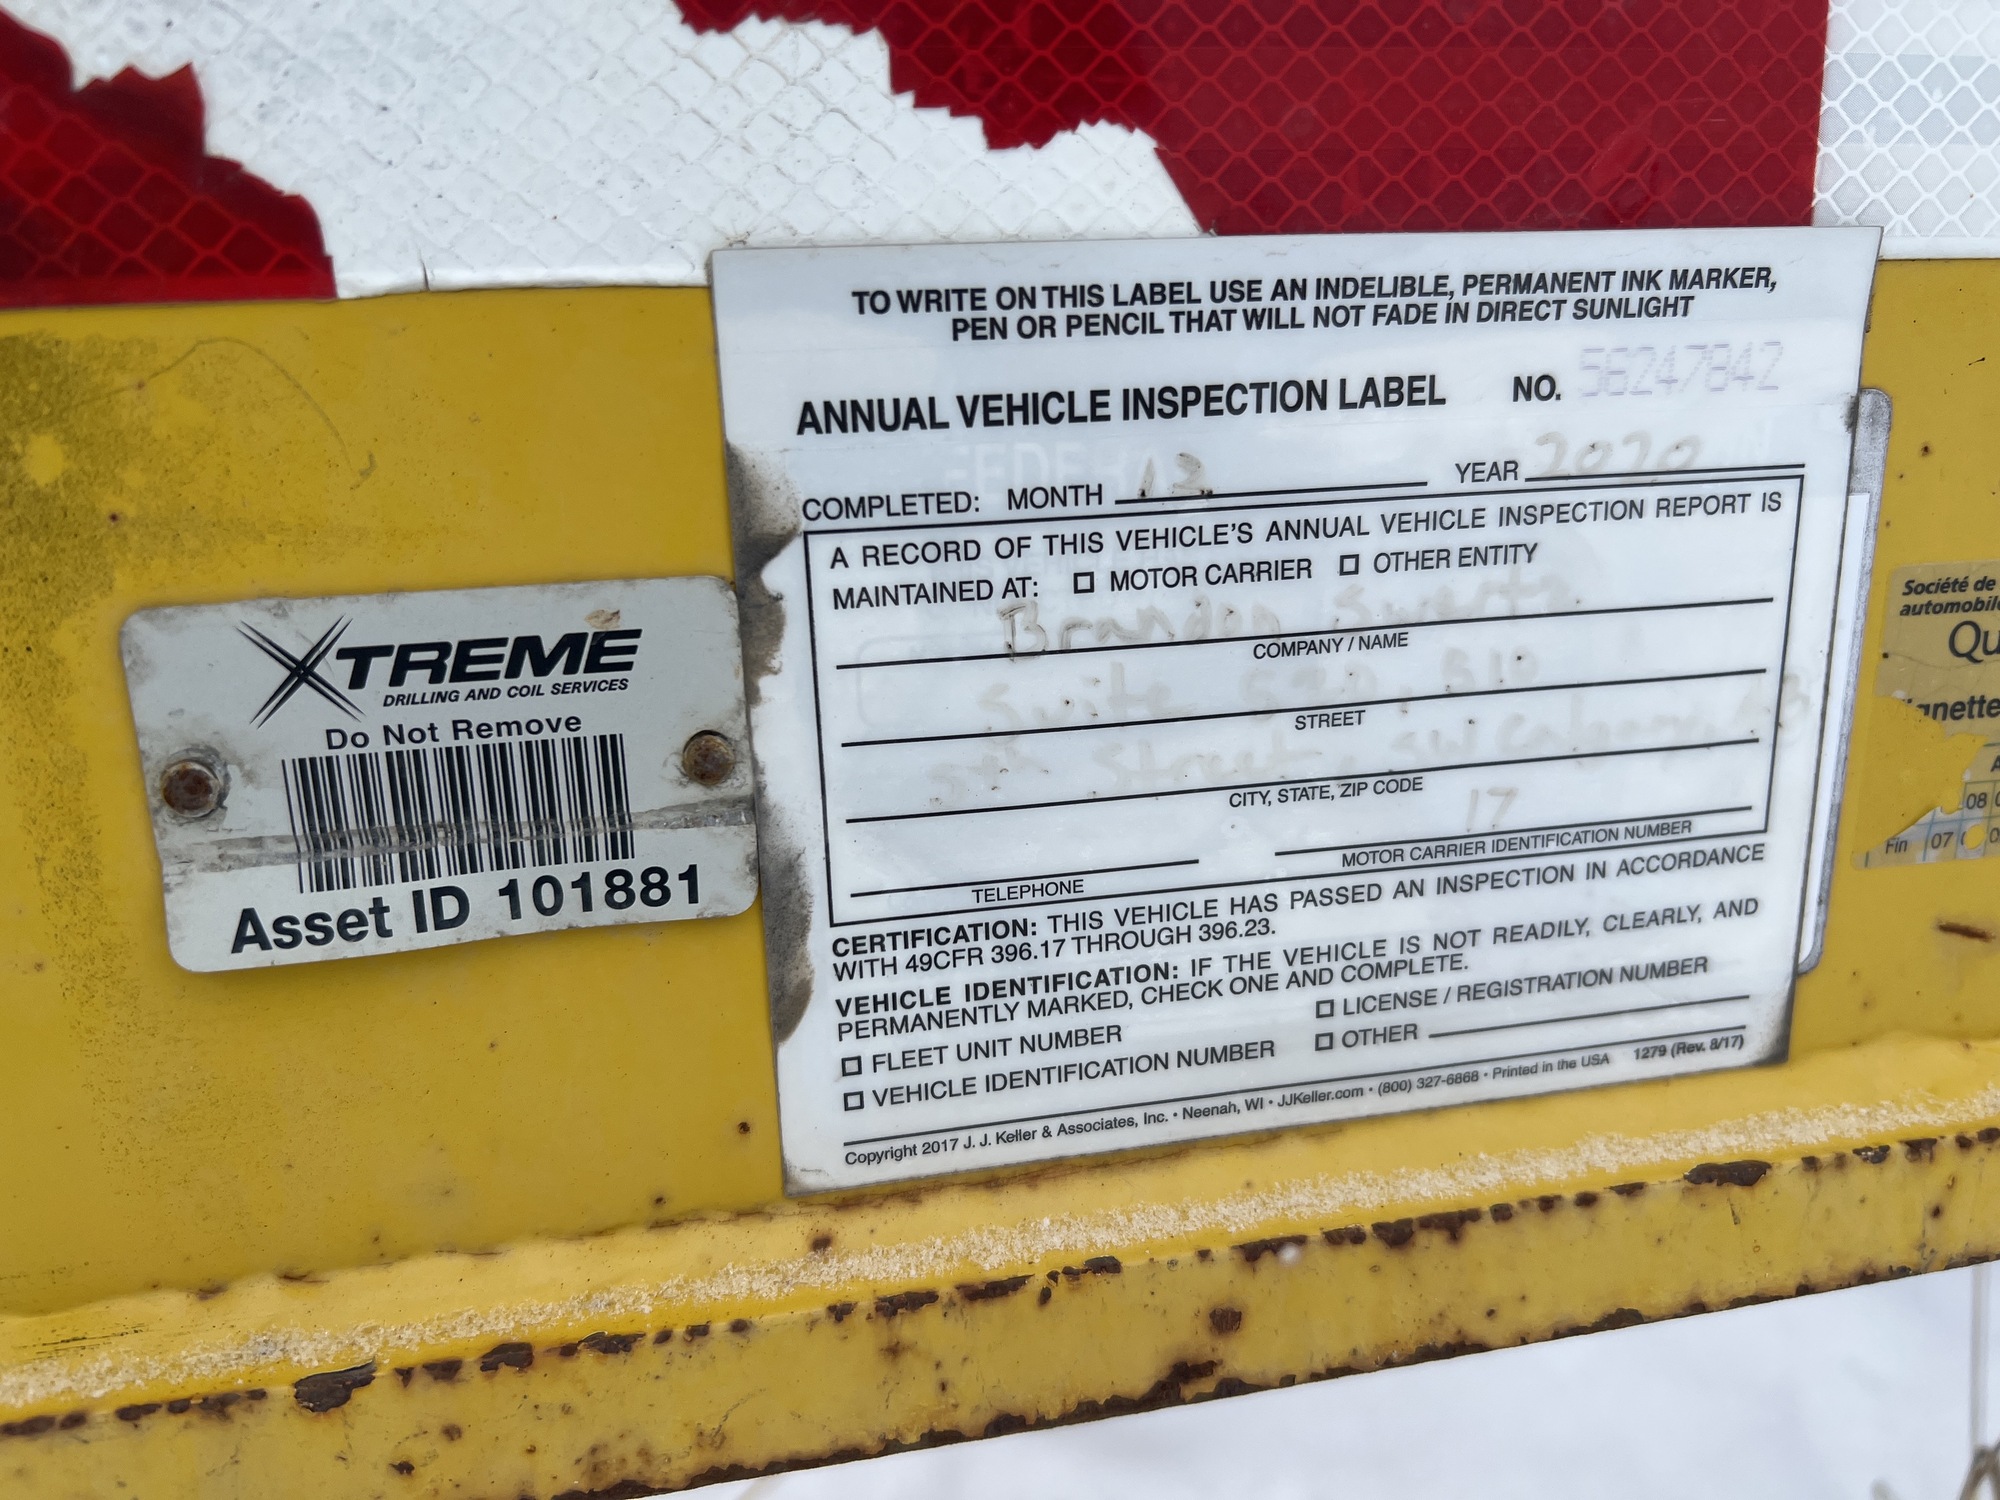 TO WRITE ON THIS LABEL USE AN INDELIBLE, PERMANENT INK MARKER,
PEN OR PENCIL THAT WILL NOT FADE IN DIRECT SUNLIGHT
ANNUAL VEHICLE INSPECTION LABEL NO. 56247842
COMPLETED: MONTH 12 YEAR 2020
A RECORD OF THIS VEHICLE'S ANNUAL VEHICLE INSPECTION REPORT IS
MAINTAINED AT: MOTOR CARRIER OTHER ENTITY
Brandon
COMPANY / NAME
Suite 510
STREET
5th Street SW
CITY, STATE, ZIP CODE
17
TELEPHONE MOTOR CARRIER IDENTIFICATION NUMBER
CERTIFICATION: THIS VEHICLE HAS PASSED AN INSPECTION IN ACCORDANCE
WITH 49CFR 396.17 THROUGH 396.23.
VEHICLE IDENTIFICATION: IF THE VEHICLE IS NOT READILY, CLEARLY, AND
PERMANENTLY MARKED, CHECK ONE AND COMPLETE.
FLEET UNIT NUMBER LICENSE / REGISTRATION NUMBER
VEHICLE IDENTIFICATION NUMBER OTHER
Copyright 2017 J. J. Keller & Associates, Inc. • Neenah, WI • JJKeller.com • (800) 327-6868 • Printed in the USA 1279 (Rev. 8/17)
XTREME
DRILLING AND COIL SERVICES
Do Not Remove
Asset ID 101881
Société de
08
Fin 07